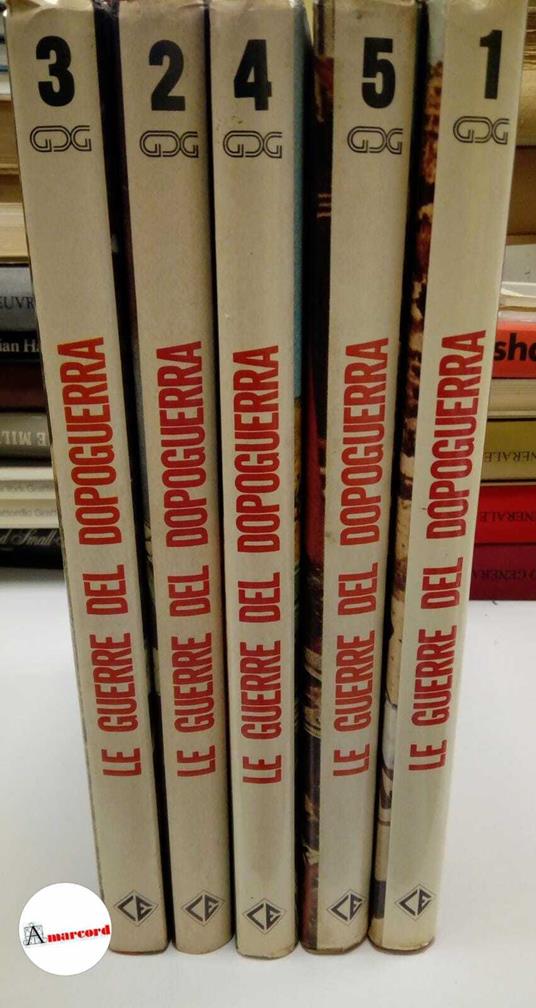 3
GDG
LE GUERRE DEL DOPOGUERRA
CE
2
GDG
LE GUERRE DEL DOPOGUERRA
CE
4
GDG
LE GUERRE DEL DOPOGUERRA
CE
5
GDG
LE GUERRE DEL DOPOGUERRA
CE
1
GDG
LE GUERRE DEL DOPOGUERRA
CE
Amarcord